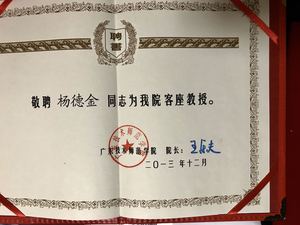 聘书
敬聘 杨德金 同志为我院客座教授。
广东技术师范学院 院长：
二〇一三年十二月